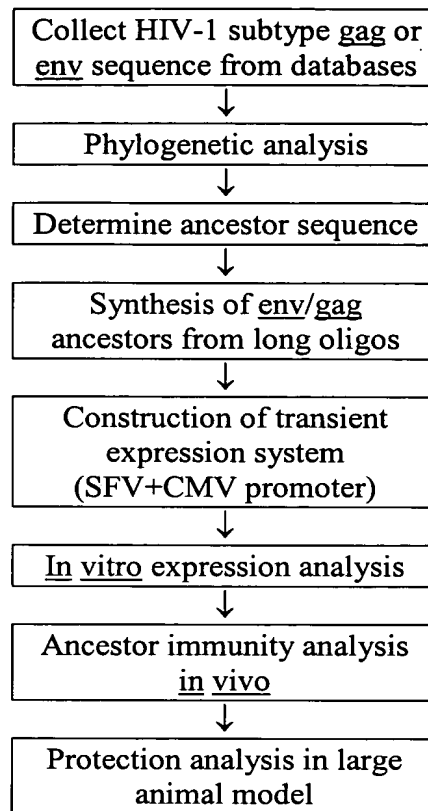 Collect HIV-1 subtype gag or
env sequence from databases
↓
Phylogenetic analysis
↓
Determine ancestor sequence
↓
Synthesis of env/gag
ancestors from long oligos
↓
Construction of transient
expression system
(SFV+CMV promoter)
↓
In vitro expression analysis
↓
Ancestor immunity analysis
in vivo
↓
Protection analysis in large
animal model